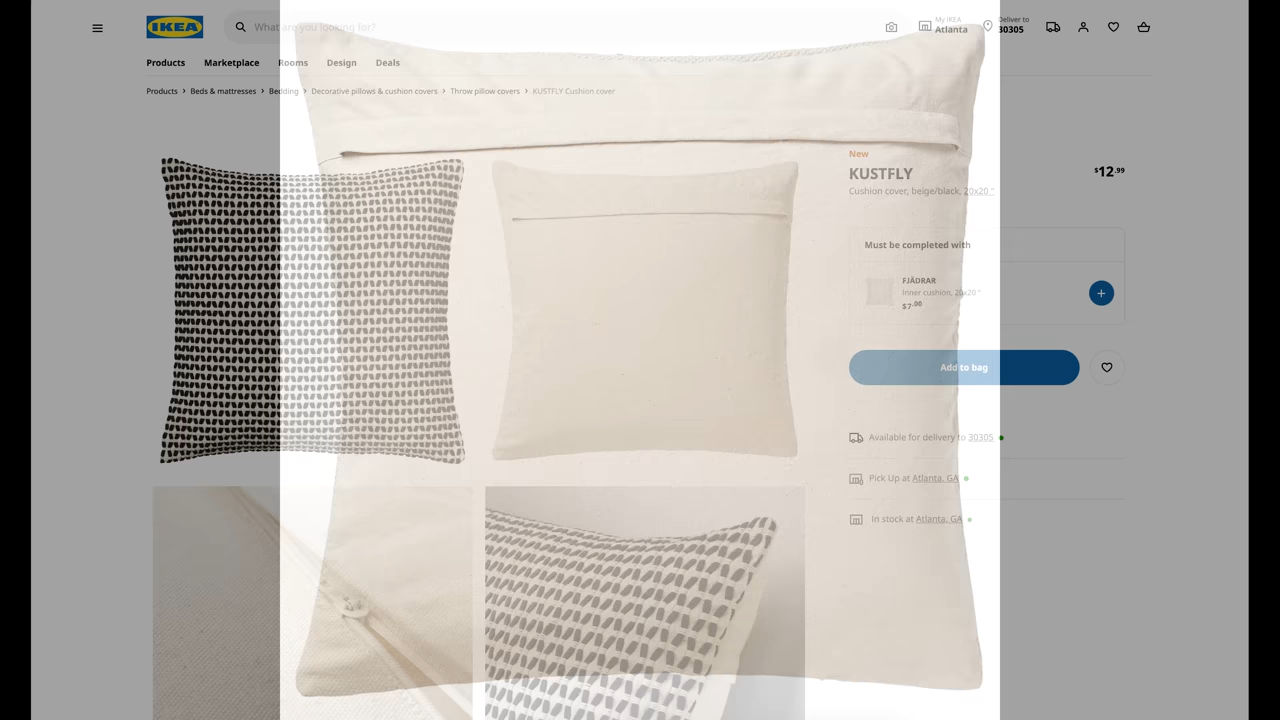 IKEA
What are you looking for?
My IKEA
Atlanta
Deliver to
30305
Products
Marketplace
Rooms
Design
Deals
Products › Beds & mattresses › Bedding › Decorative pillows & cushion covers › Throw pillow covers › KUSTFLY Cushion cover
New
KUSTFLY
$12.99
Cushion cover, beige/black, 20x20 "
Must be completed with
FJÄDRAR
Inner cushion, 20x20 "
$7.00
Add to bag
Available for delivery to 30305
Pick Up at Atlanta, GA
In stock at Atlanta, GA